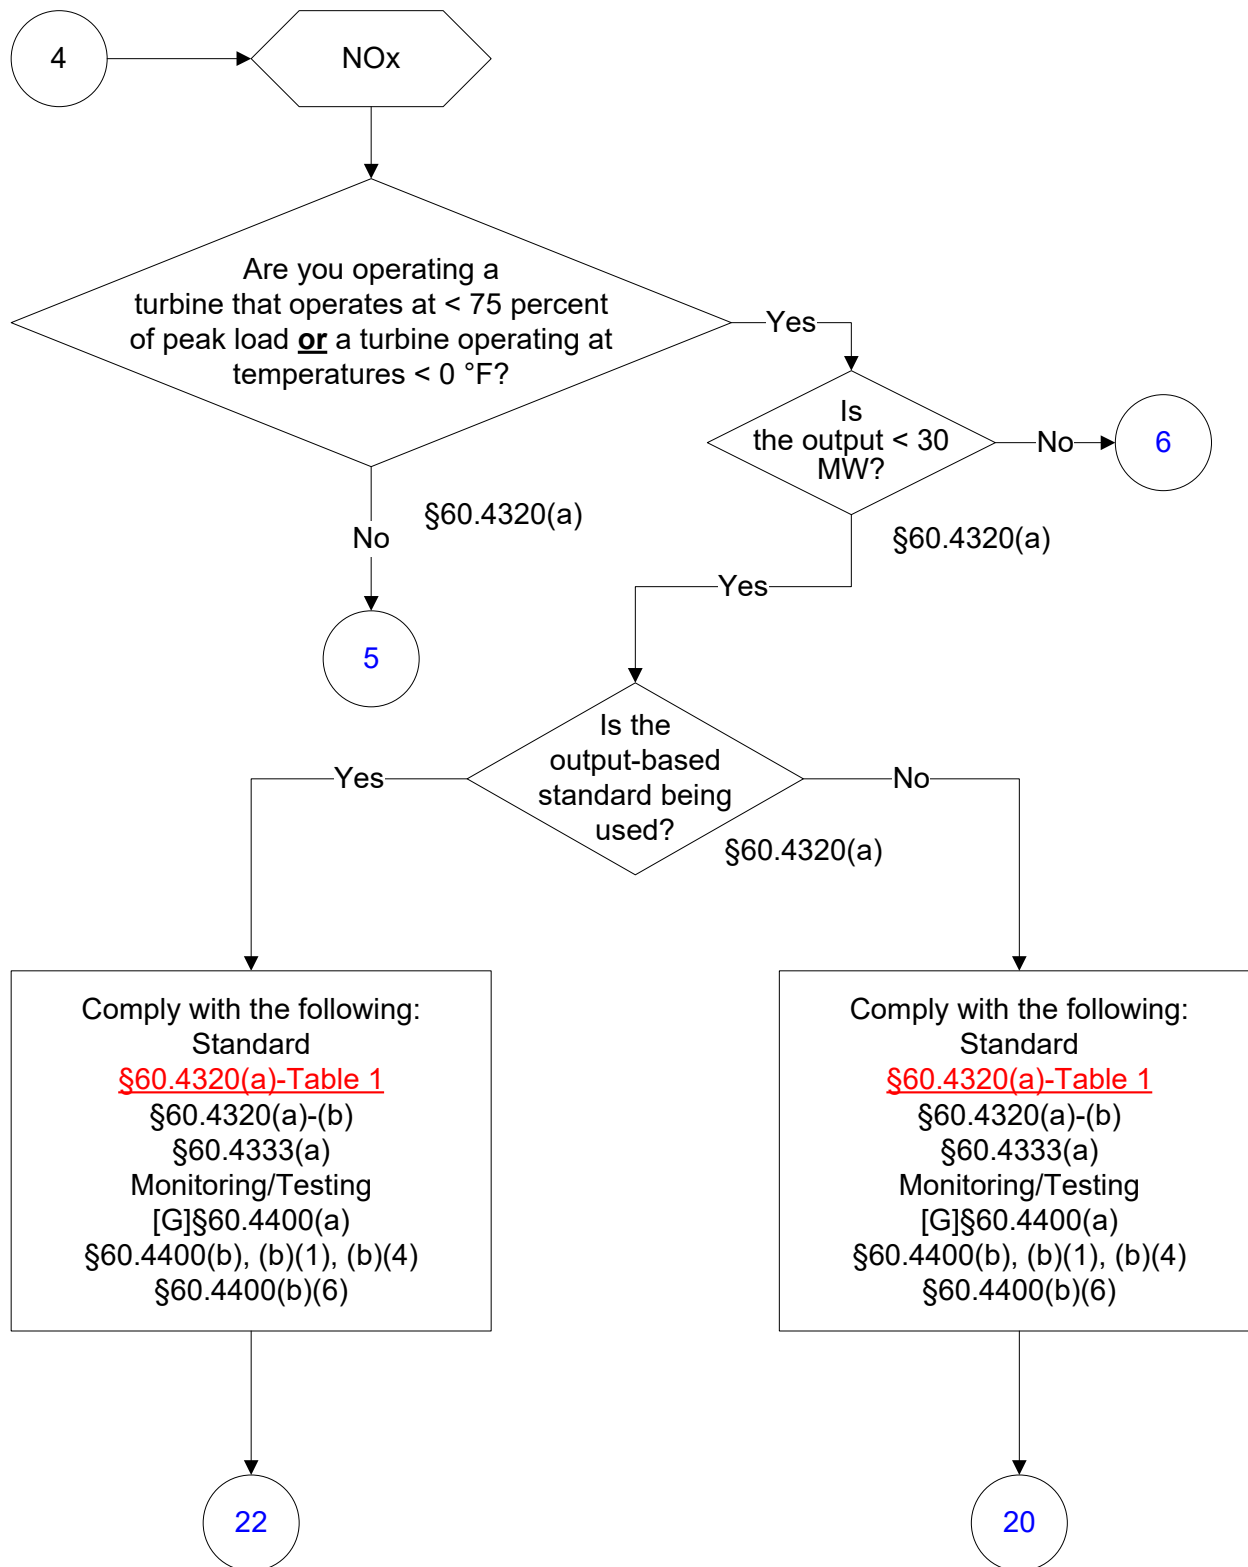 4
NOx
Are you operating a
turbine that operates at < 75 percent
of peak load or a turbine operating at
temperatures < 0 °F?
Yes
Is
the output < 30
MW?
No
6
§60.4320(a)
No
§60.4320(a)
Yes
5
Is the
output-based
standard being
used?
Yes
No
§60.4320(a)
Comply with the following:
Standard
§60.4320(a)-Table 1
§60.4320(a)-(b)
§60.4333(a)
Monitoring/Testing
[G]§60.4400(a)
§60.4400(b), (b)(1), (b)(4)
§60.4400(b)(6)
Comply with the following:
Standard
§60.4320(a)-Table 1
§60.4320(a)-(b)
§60.4333(a)
Monitoring/Testing
[G]§60.4400(a)
§60.4400(b), (b)(1), (b)(4)
§60.4400(b)(6)
22
20